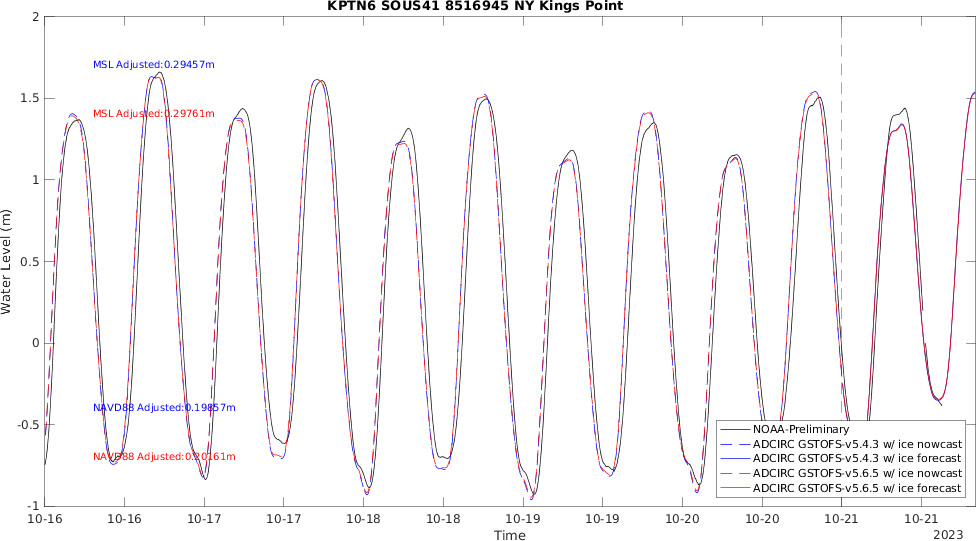 KPTN6 SOUS41 8516945 NY Kings Point
2
1.5
1
0.5
0
-0.5
-1
Water Level (m)
MSL Adjusted:0.29457m
MSL Adjusted:0.29761m
NAVD88 Adjusted:0.19857m
NAVD88 Adjusted:0.20161m
NOAA-Preliminary
ADCIRC GSTOFS-v5.4.3 w/ ice nowcast
ADCIRC GSTOFS-v5.4.3 w/ ice forecast
ADCIRC GSTOFS-v5.6.5 w/ ice nowcast
ADCIRC GSTOFS-v5.6.5 w/ ice forecast
10-16 10-16 10-17 10-17 10-18 10-18 10-19 10-19 10-20 10-20 10-21 10-21
2023
Time